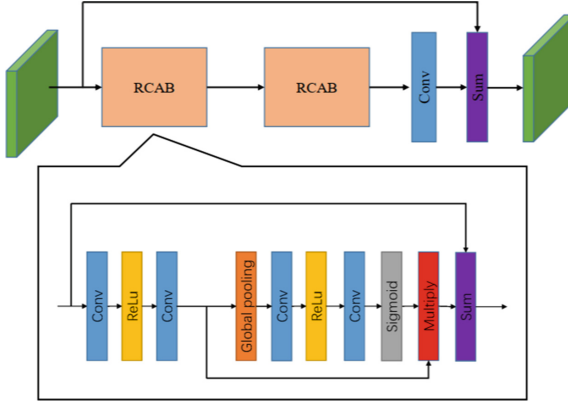 RCAB
RCAB
Conv
Sum
Conv
ReLu
Conv
Global pooling
Conv
ReLu
Conv
Sigmoid
Multiply
Sum